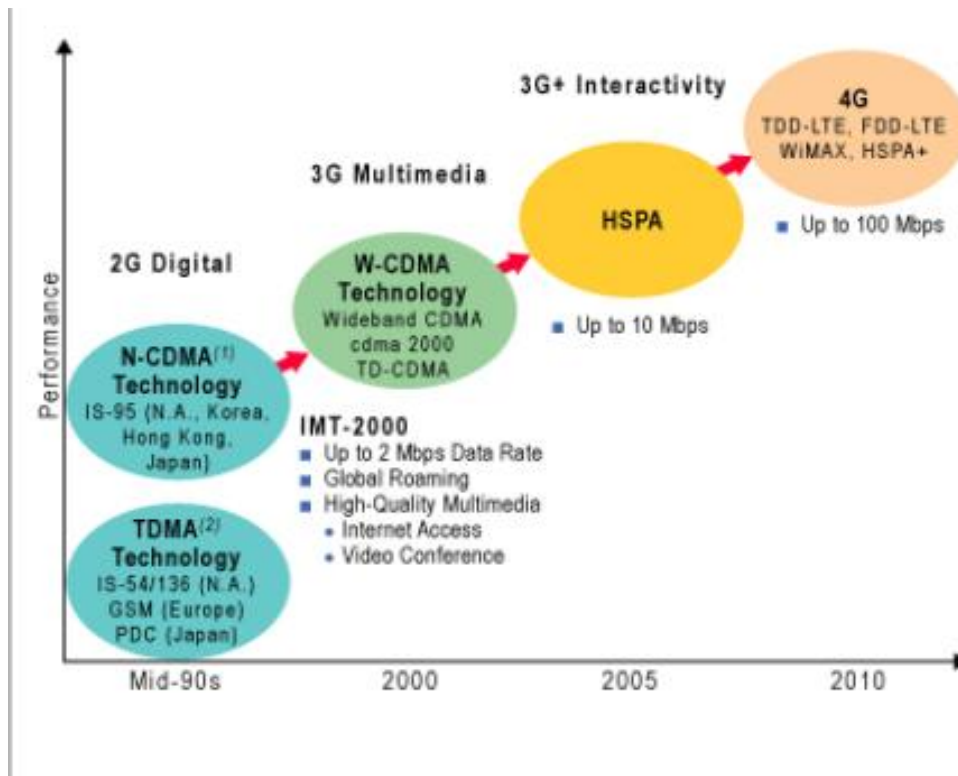 3G+ Interactivity
4G
TDD-LTE, FDD-LTE
WiMAX, HSPA+
Up to 100 Mbps
3G Multimedia
HSPA
Up to 10 Mbps
2G Digital
W-CDMA
Technology
Wideband CDMA
cdma 2000
TD-CDMA
IMT-2000
Up to 2 Mbps Data Rate
Global Roaming
High-Quality Multimedia
Internet Access
Video Conference
N-CDMA(1)
Technology
IS-95 (N.A., Korea,
Hong Kong,
Japan)
TDMA(2)
Technology
IS-54/136 (N.A.)
GSM (Europe)
PDC (Japan)
Performance
Mid-90s 2000 2005 2010